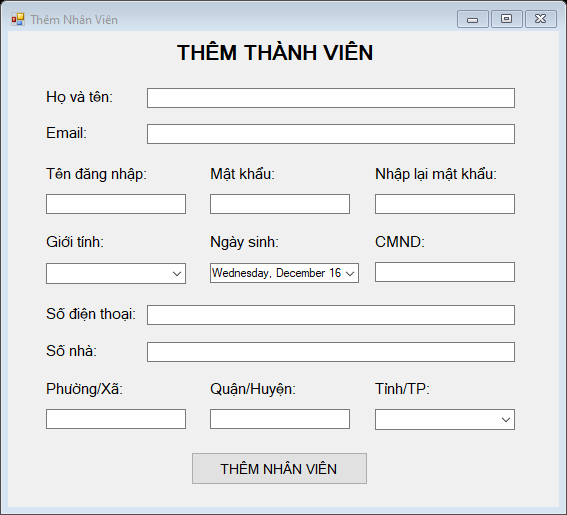 Thêm Nhân Viên
THÊM THÀNH VIÊN
Họ và tên:
Email:
Tên đăng nhập: Mật khẩu: Nhập lại mật khẩu:
Giới tính: Ngày sinh: CMND:
Wednesday, December 16
Số điện thoại:
Số nhà:
Phường/Xã: Quận/Huyện: Tỉnh/TP:
THÊM NHÂN VIÊN